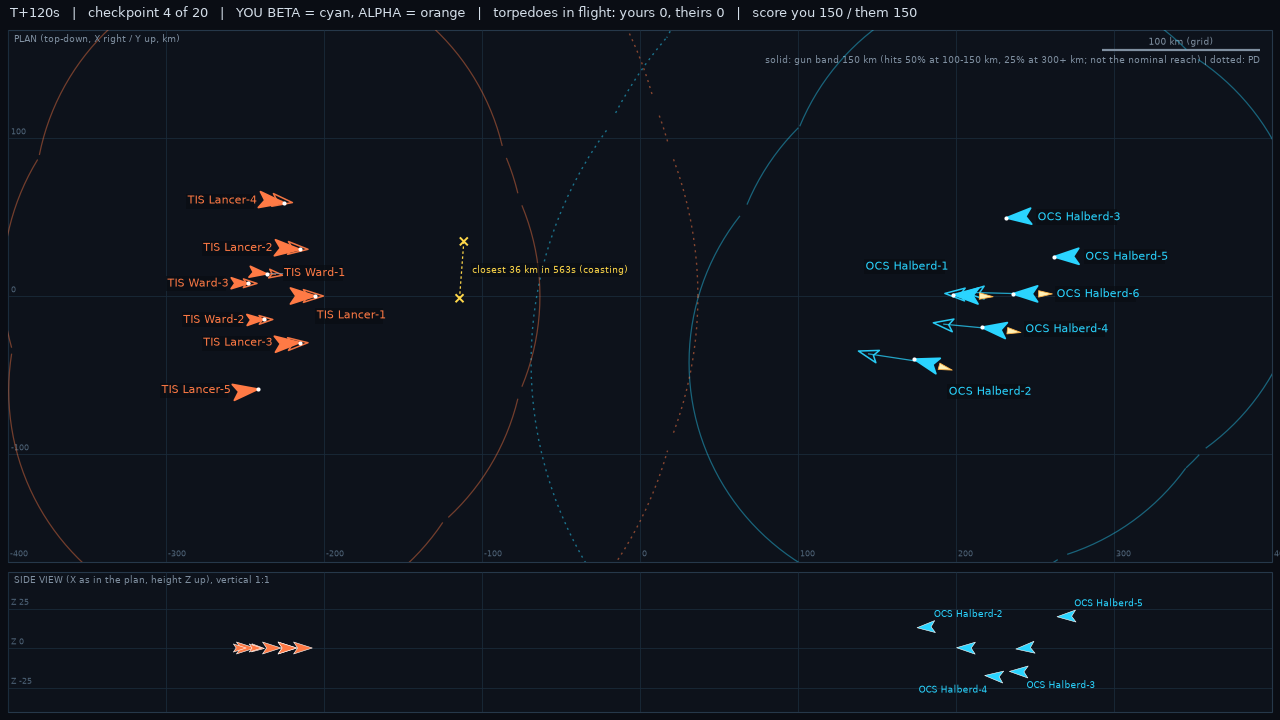 T+120s | checkpoint 4 of 20 | YOU BETA = cyan, ALPHA = orange | torpedoes in flight: yours 0, theirs 0 | score you 150 / them 150
PLAN (top-down, X right / Y up, km)
100 km (grid)
solid: gun band 150 km (hits 50% at 100-150 km, 25% at 300+ km; not the nominal reach) | dotted: PD
100
TIS Lancer-4
OCS Halberd-3
TIS Lancer-2
OCS Halberd-5
closest 36 km in 563s (coasting)
OCS Halberd-1
TIS Ward-1
TIS Ward-3
0
OCS Halberd-6
TIS Lancer-1
TIS Ward-2
OCS Halberd-4
TIS Lancer-3
TIS Lancer-5
OCS Halberd-2
-100
-400
-300
-200
-100
0
100
200
300
4
SIDE VIEW (X as in the plan, height Z up), vertical 1:1
Z 25
OCS Halberd-5
OCS Halberd-2
Z 0
Z -25
OCS Halberd-3
OCS Halberd-4